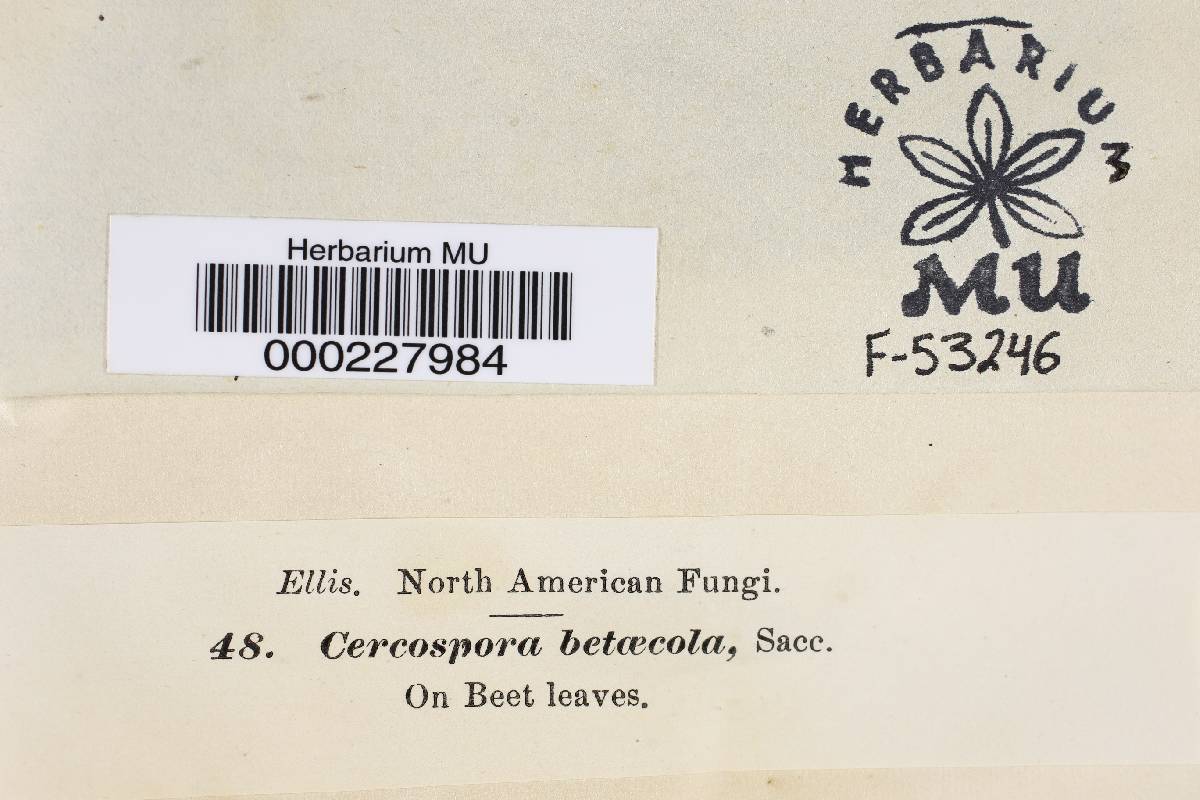 HERBARIUM
MU
F-53246
Herbarium MU
000227984
Ellis. North American Fungi.
48. Cercospora betæcola, Sacc.
On Beet leaves.